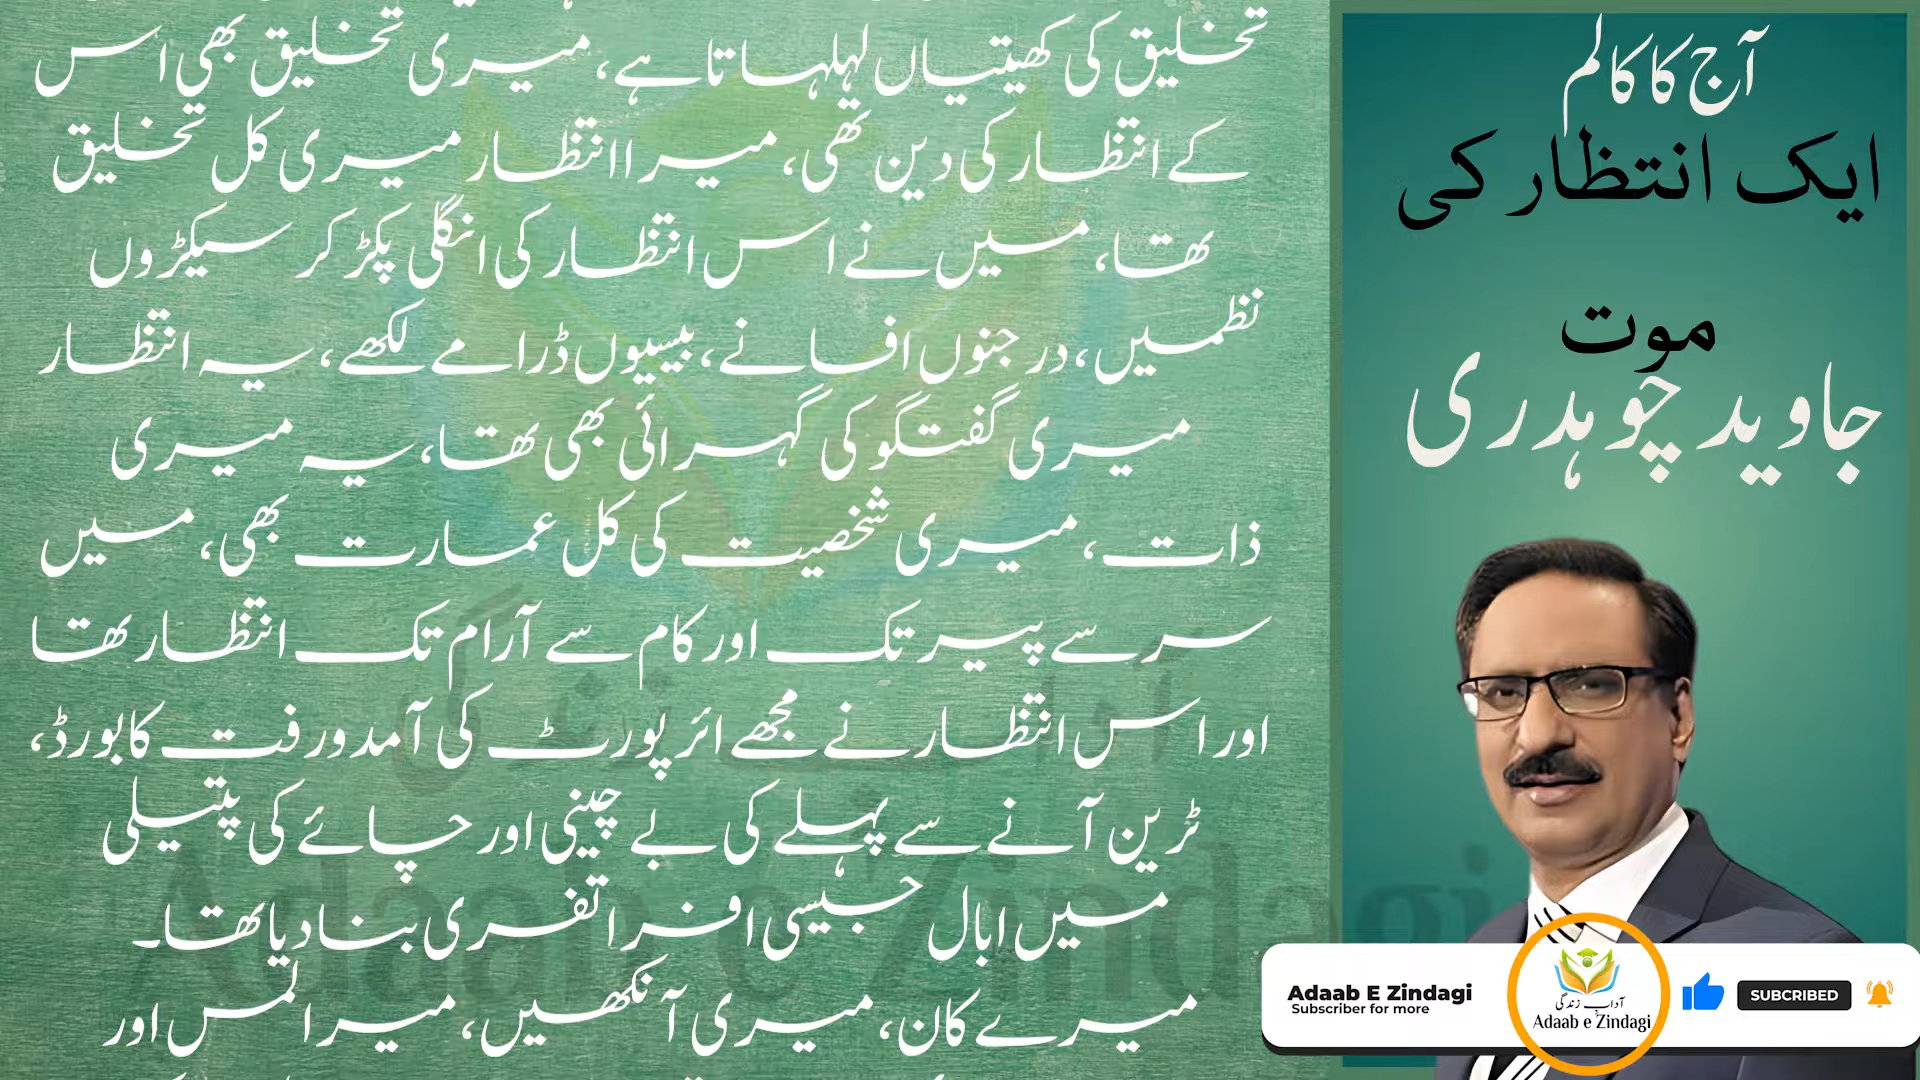 تخلیق کی کھیتیاں لہلہاتا ہے، میری تخلیق بھی اس
کے انتظار کی دین تھی، میرا انتظار میری کل تخلیق
تھا، میں نے اس انتظار کی انگلی پکڑ کر سیکڑوں
نظمیں، درجنوں افسانے، بیسیوں ڈرامے لکھے، یہ انتظار
میری گفتگو کی گہرائی بھی تھا، یہ میری
ذات، میری شخصیت کی کل عمارت بھی، میں
سر سے پیر تک اور کام سے آرام تک انتظار تھا
اور اس انتظار نے مجھے ائر پورٹ کی آمدورفت کا بورڈ،
ٹرین آنے سے پہلے کی بے چینی اور چائے کی پتیلی
میں ابال جیسی افراتفری بنا دیا تھا۔
میرے کان، میری آنکھیں، میرا لمس اور
آج کا کالم
ایک انتظار کی
موت
جاوید چوہدری
Adaab E Zindagi
Subscriber for more
آداب زندگی
Adaab e Zindagi
SUBCRIBED
Adaab e Zindagi